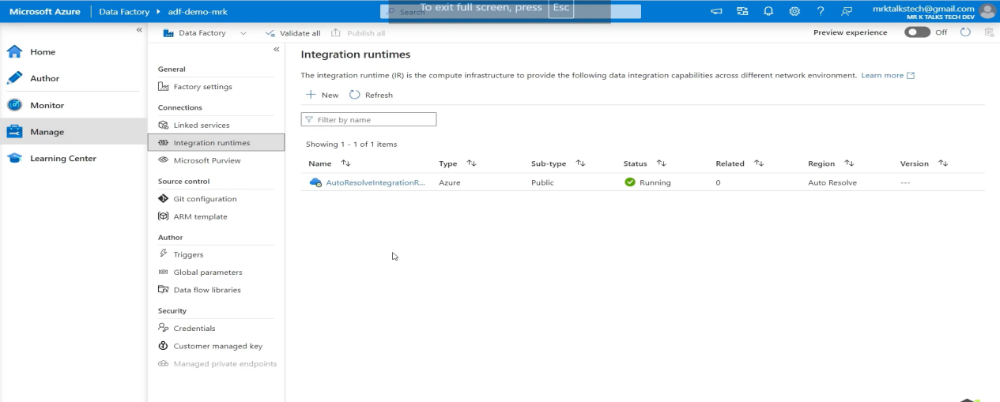 Microsoft Azure Data Factory adf-demo-mrk Search To exit full screen, press Esc mrktalkstech@gmail.com
MR K TALKS TECH DEV
Data Factory Validate all Publish all Preview experience Off
Home
Author
Monitor
Manage
Learning Center
General
Factory settings
Connections
Linked services
Integration runtimes
Microsoft Purview
Source control
Git configuration
ARM template
Author
Triggers
Global parameters
Data flow libraries
Security
Credentials
Customer managed key
Managed private endpoints
Integration runtimes
The integration runtime (IR) is the compute infrastructure to provide the following data integration capabilities across different network environment. Learn more
New Refresh
Filter by name
Showing 1 - 1 of 1 items
Name Type Sub-type Status Related Region Version
AutoResolveIntegrationR... Azure Public Running 0 Auto Resolve ---